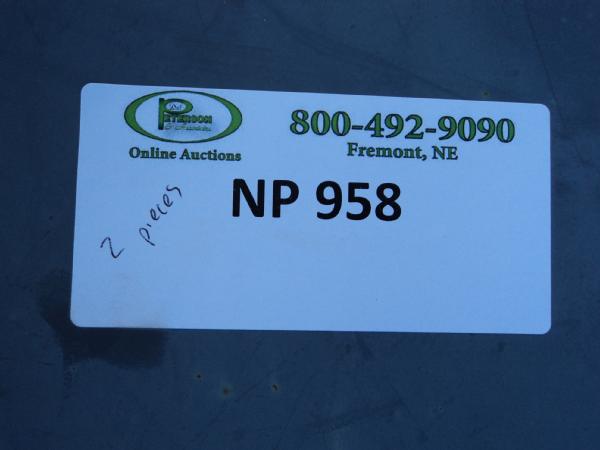 PETERSON
Online Auctions
800-492-9090
Fremont, NE
NP 958
2 pieces